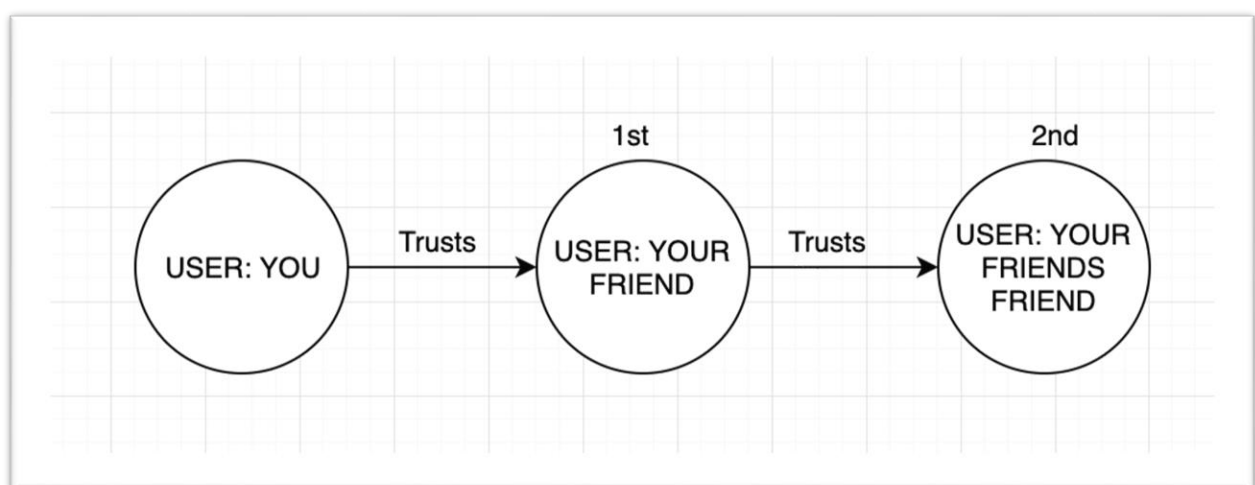 1st
2nd
USER: YOU
Trusts
USER: YOUR
FRIEND
Trusts
USER: YOUR
FRIENDS
FRIEND